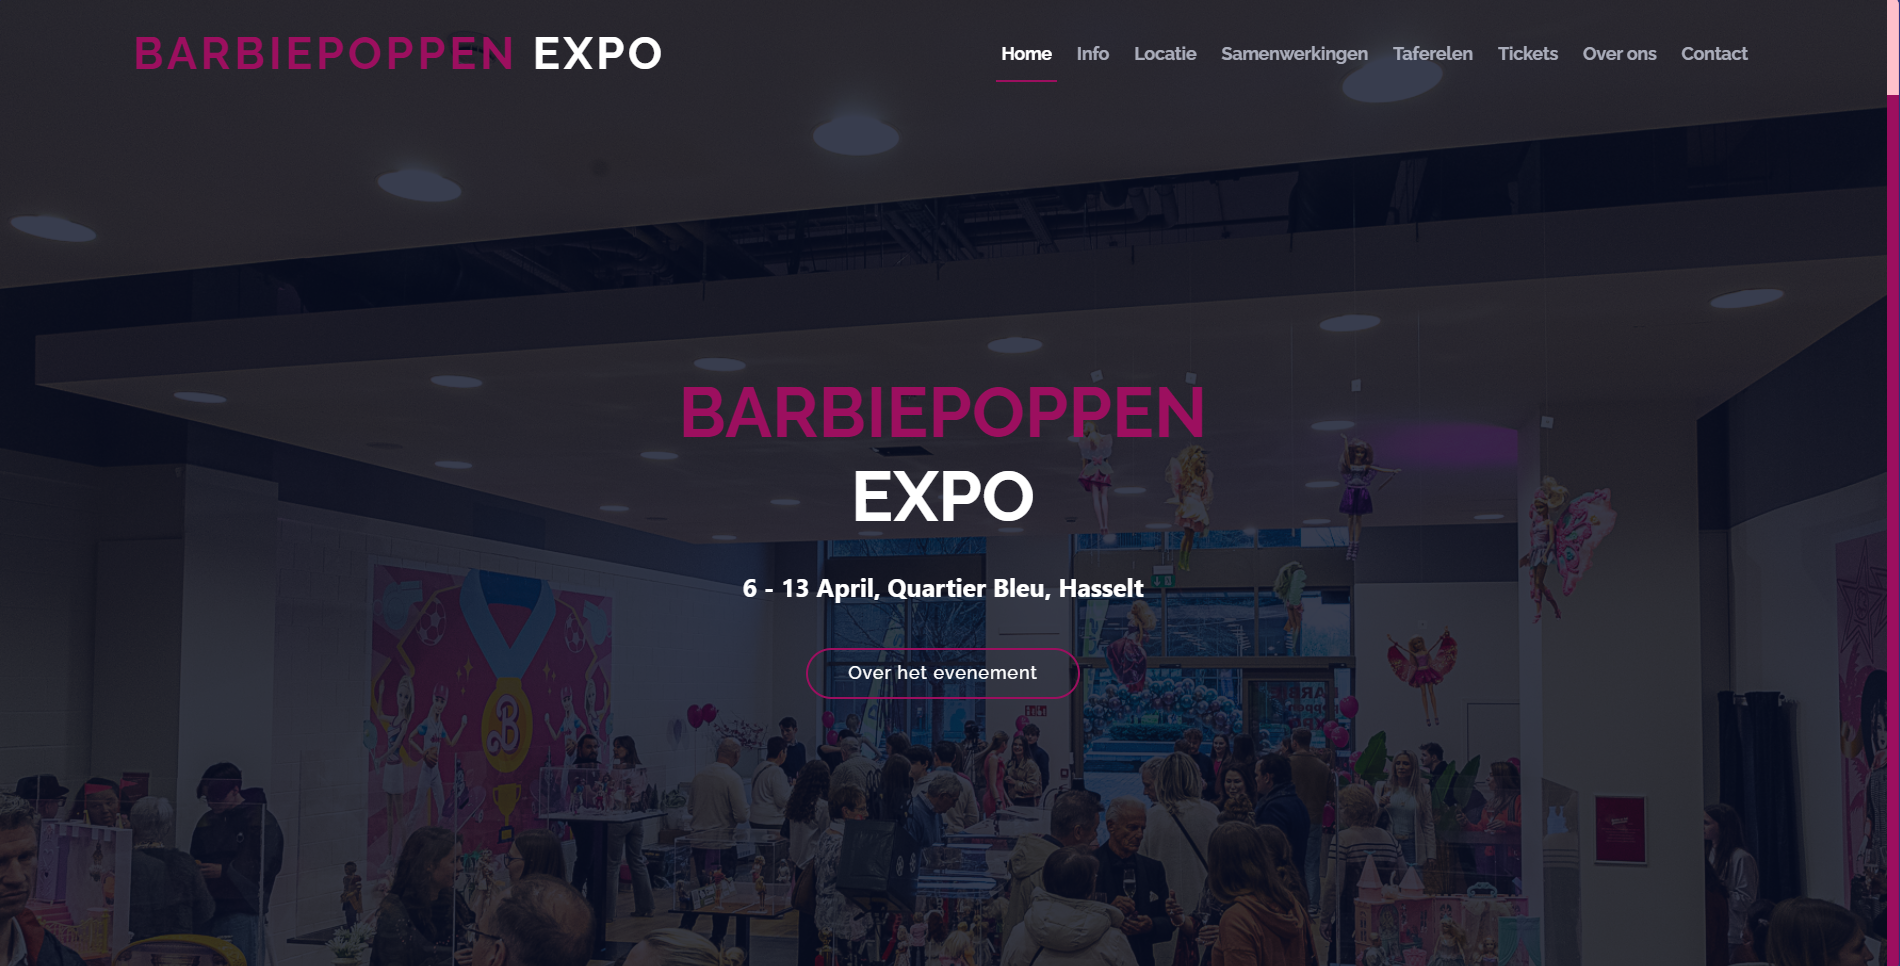 BARBIEPOPPEN EXPO
Home Info Locatie Samenwerkingen Taferelen Tickets Over ons Contact
BARBIEPOPPEN
EXPO
6 - 13 April, Quartier Bleu, Hasselt
Over het evenement
B